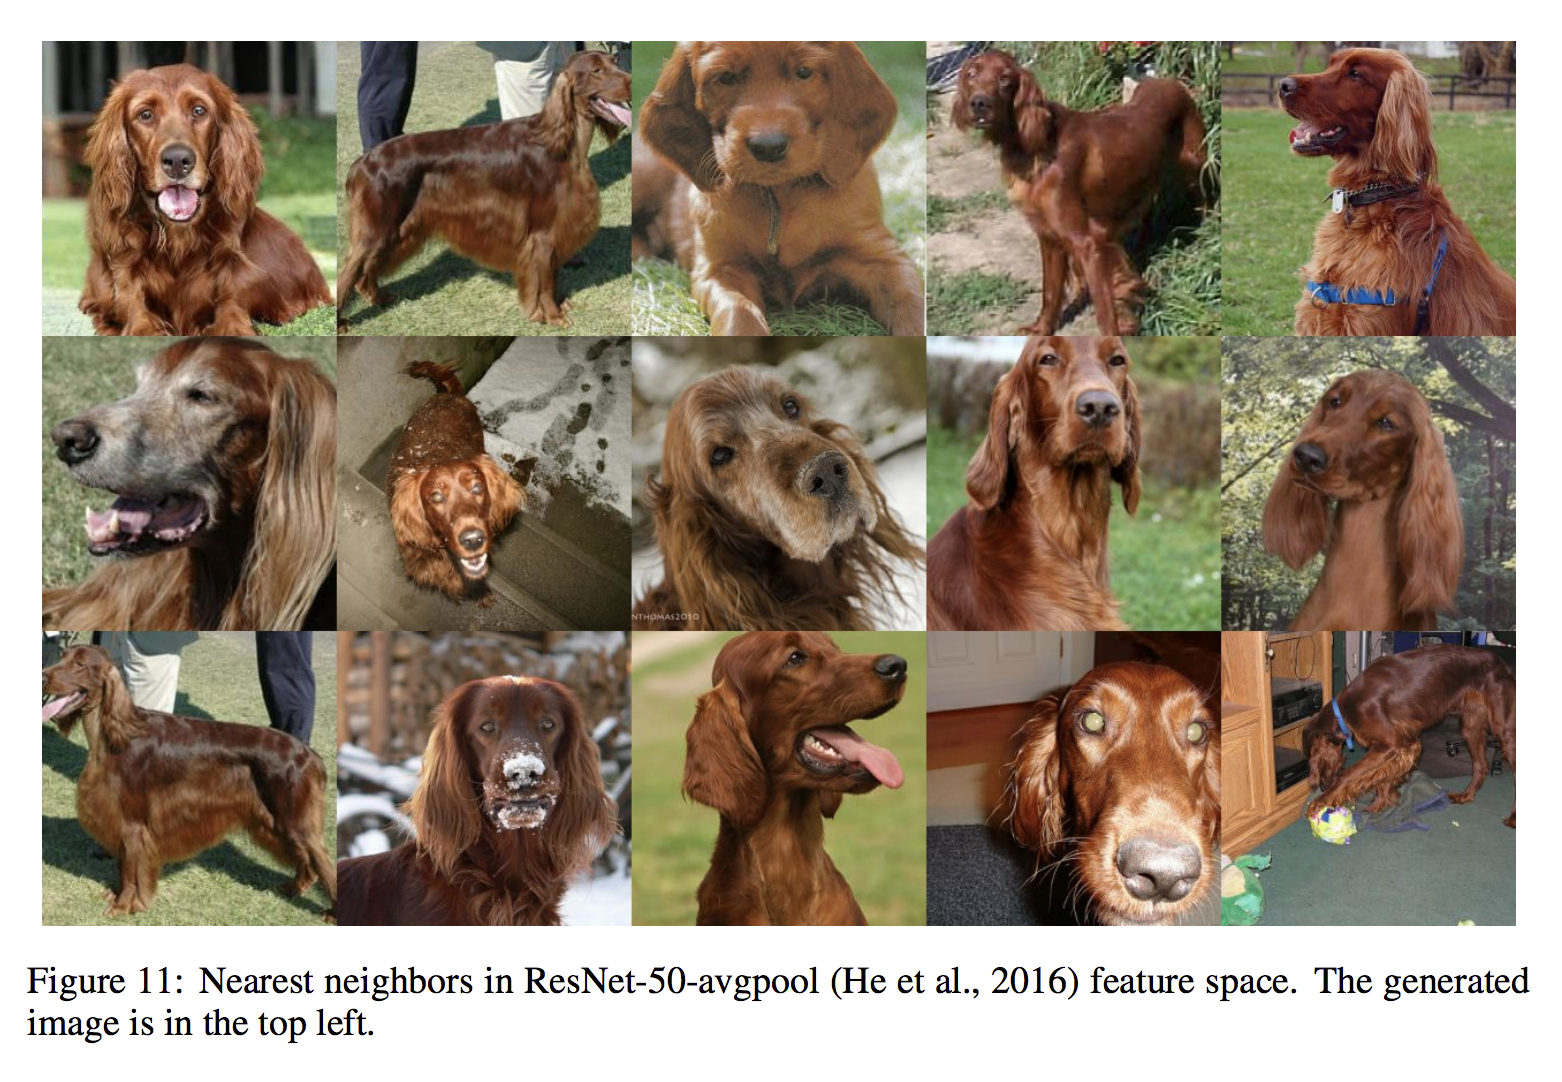 NTHOMAS2010
Figure 11: Nearest neighbors in ResNet-50-avgpool (He et al., 2016) feature space. The generated
image is in the top left.